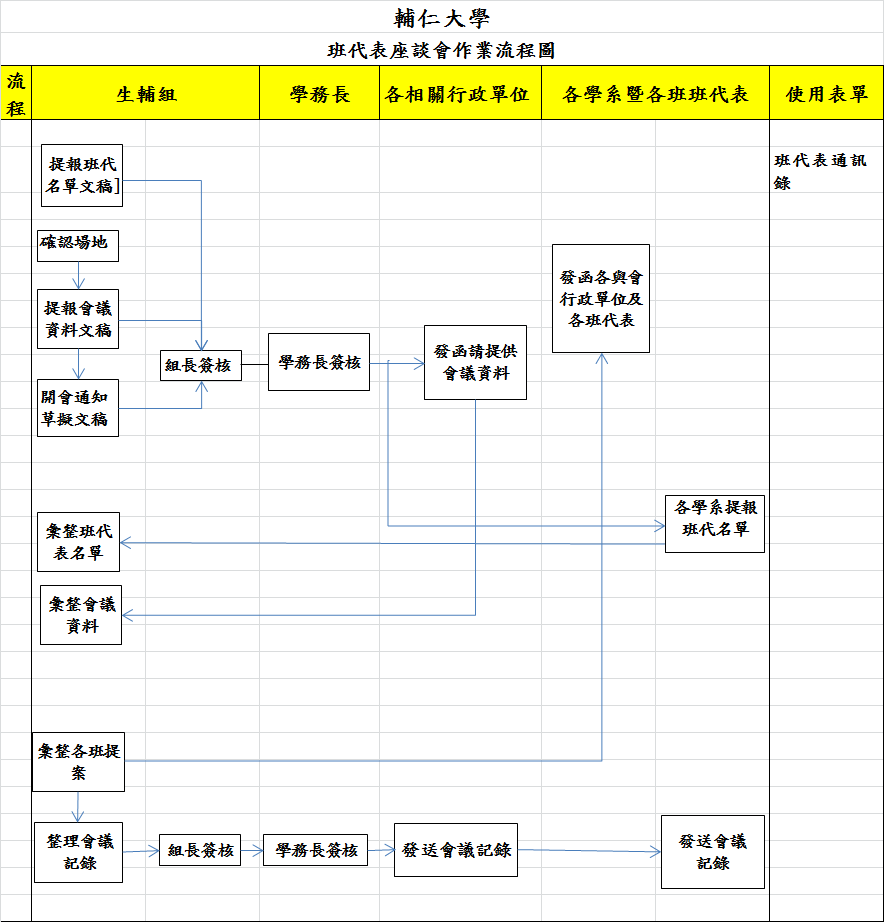 輔仁大學
班代表座談會作業流程圖
流
程
生輔組
學務長
各相關行政單位
各學系暨各班班代表
使用表單
提報班代
名單文稿]
班代表通訊
錄
確認場地
提報會議
資料文稿
發函各與會
行政單位及
各班代表
組長簽核
學務長簽核
發函請提供
會議資料
開會通知
草擬文稿
各學系提報
班代名單
彙整班代
表名單
彙整會議
資料
彙整各班提
案
整理會議
記錄
組長簽核
學務長簽核
發送會議記錄
發送會議
記錄